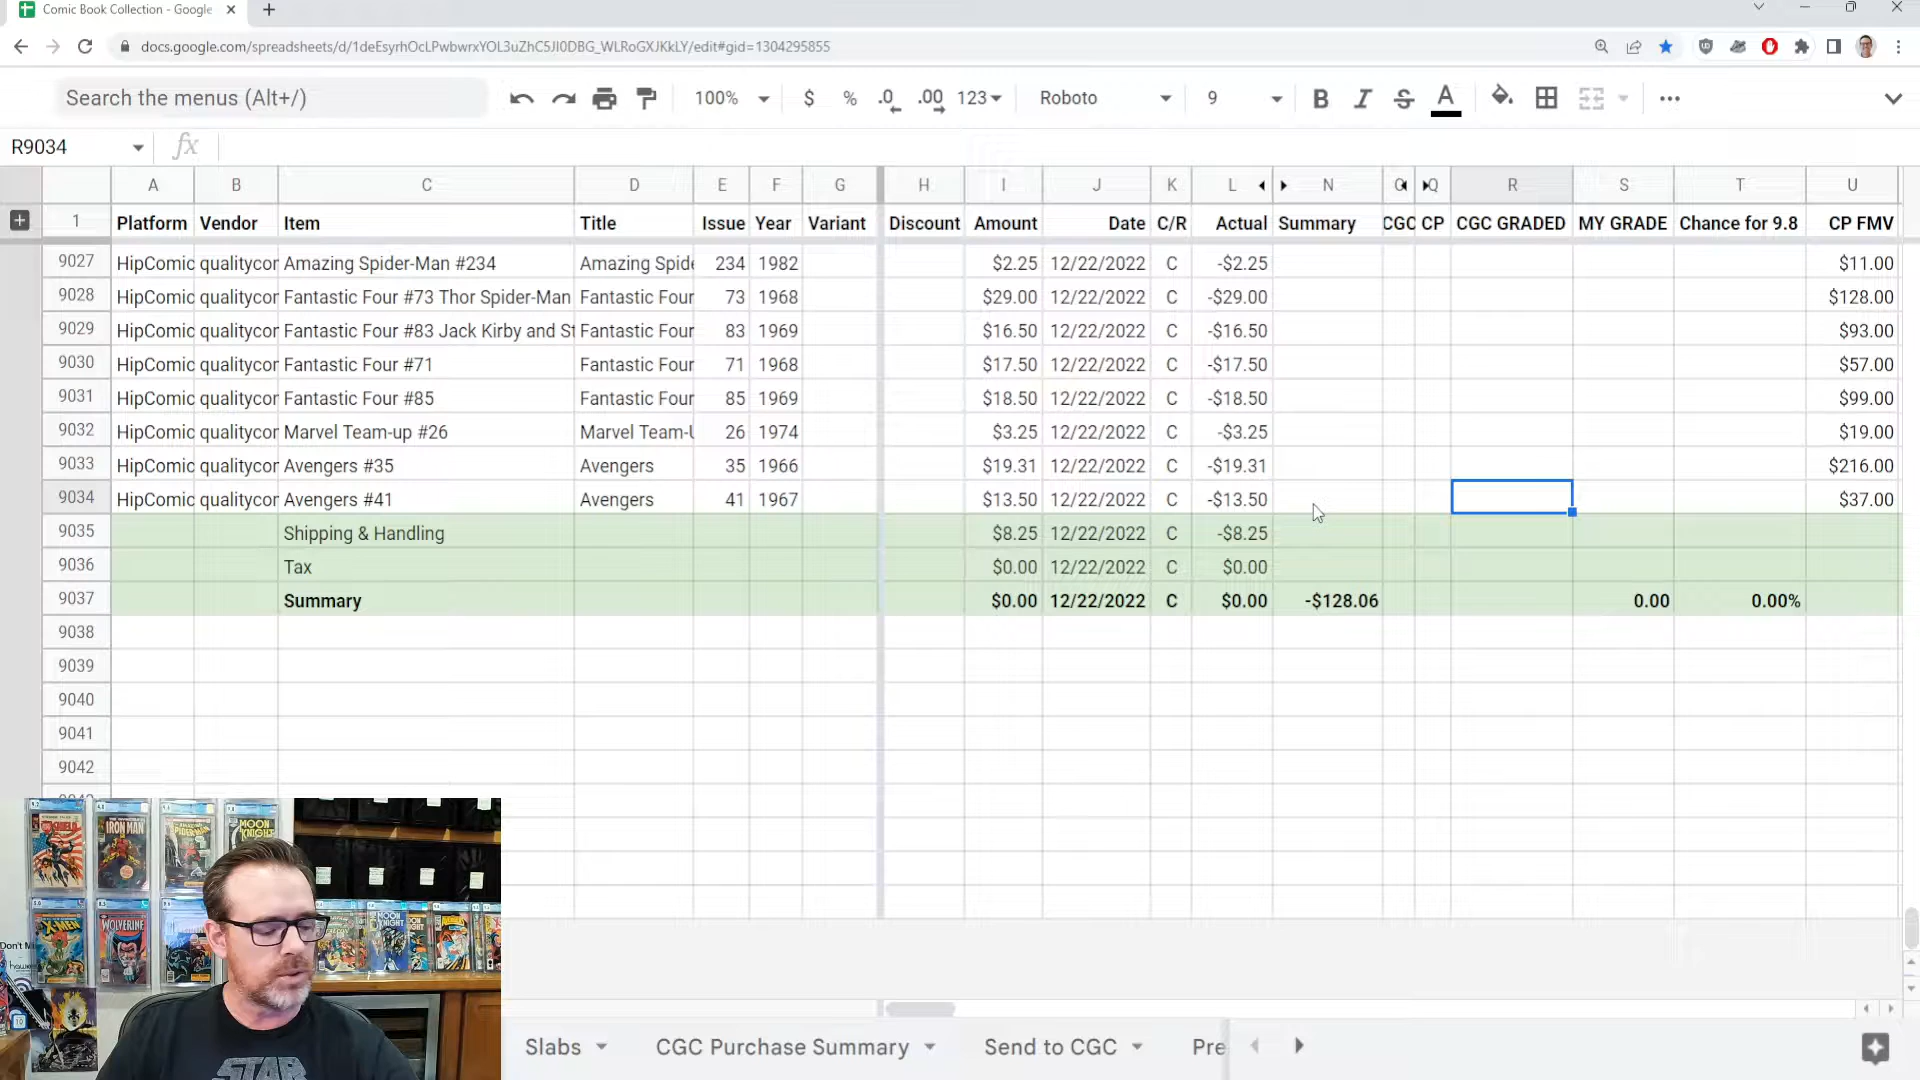 Comic Book Collection - Google
docs.google.com/spreadsheets/d/1deEsyrhOcLPwbwrxYOL3uZhC5JI0DBG_WLRoGXJKkLY/edit#gid=1304295855
Search the menus (Alt+/) 100% $ % .0 .00 123 Roboto 9 B I S A
R9034 fx
A B C D E F G H I J K L N Q R S T U
1 Platform Vendor Item Title Issue Year Variant Discount Amount Date C/R Actual Summary CGC CP CGC GRADED MY GRADE Chance for 9.8 CP FMV
9027 HipComic qualitycor Amazing Spider-Man #234 Amazing Spide 234 1982 $2.25 12/22/2022 C -$2.25 $11.00
9028 HipComic qualitycor Fantastic Four #73 Thor Spider-Man Fantastic Four 73 1968 $29.00 12/22/2022 C -$29.00 $128.00
9029 HipComic qualitycor Fantastic Four #83 Jack Kirby and St Fantastic Four 83 1969 $16.50 12/22/2022 C -$16.50 $93.00
9030 HipComic qualitycor Fantastic Four #71 Fantastic Four 71 1968 $17.50 12/22/2022 C -$17.50 $57.00
9031 HipComic qualitycor Fantastic Four #85 Fantastic Four 85 1969 $18.50 12/22/2022 C -$18.50 $99.00
9032 HipComic qualitycor Marvel Team-up #26 Marvel Team-U 26 1974 $3.25 12/22/2022 C -$3.25 $19.00
9033 HipComic qualitycor Avengers #35 Avengers 35 1966 $19.31 12/22/2022 C -$19.31 $216.00
9034 HipComic qualitycor Avengers #41 Avengers 41 1967 $13.50 12/22/2022 C -$13.50 $37.00
9035 Shipping & Handling $8.25 12/22/2022 C -$8.25
9036 Tax $0.00 12/22/2022 C $0.00
9037 Summary $0.00 12/22/2022 C $0.00 -$128.06 0.00 0.00%
9038
9039
9040
9041
9042
IRON MAN
MOON KNIGHT
X-MEN
WOLVERINE
MOON KNIGHT
Don't Mi
STAR
Slabs CGC Purchase Summary Send to CGC Pre